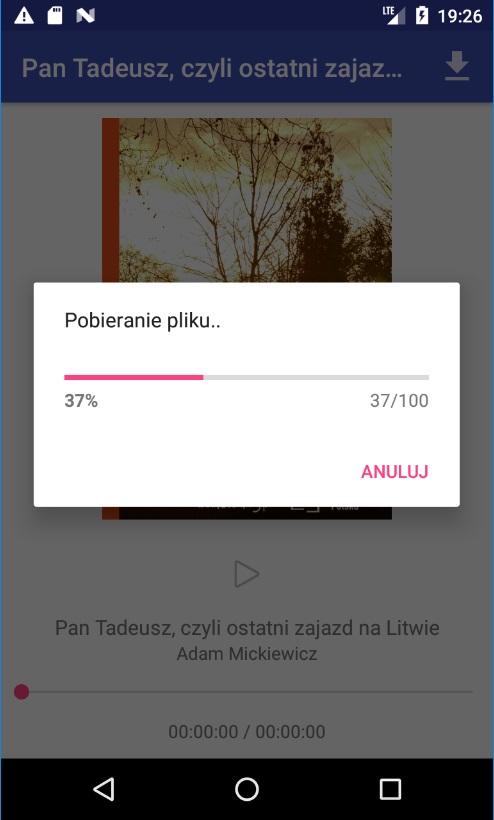 LTE
19:26
Pan Tadeusz, czyli ostatni zajaz...
Pobieranie pliku..
37%
37/100
ANULUJ
Pan Tadeusz, czyli ostatni zajazd na Litwie
Adam Mickiewicz
00:00:00 / 00:00:00